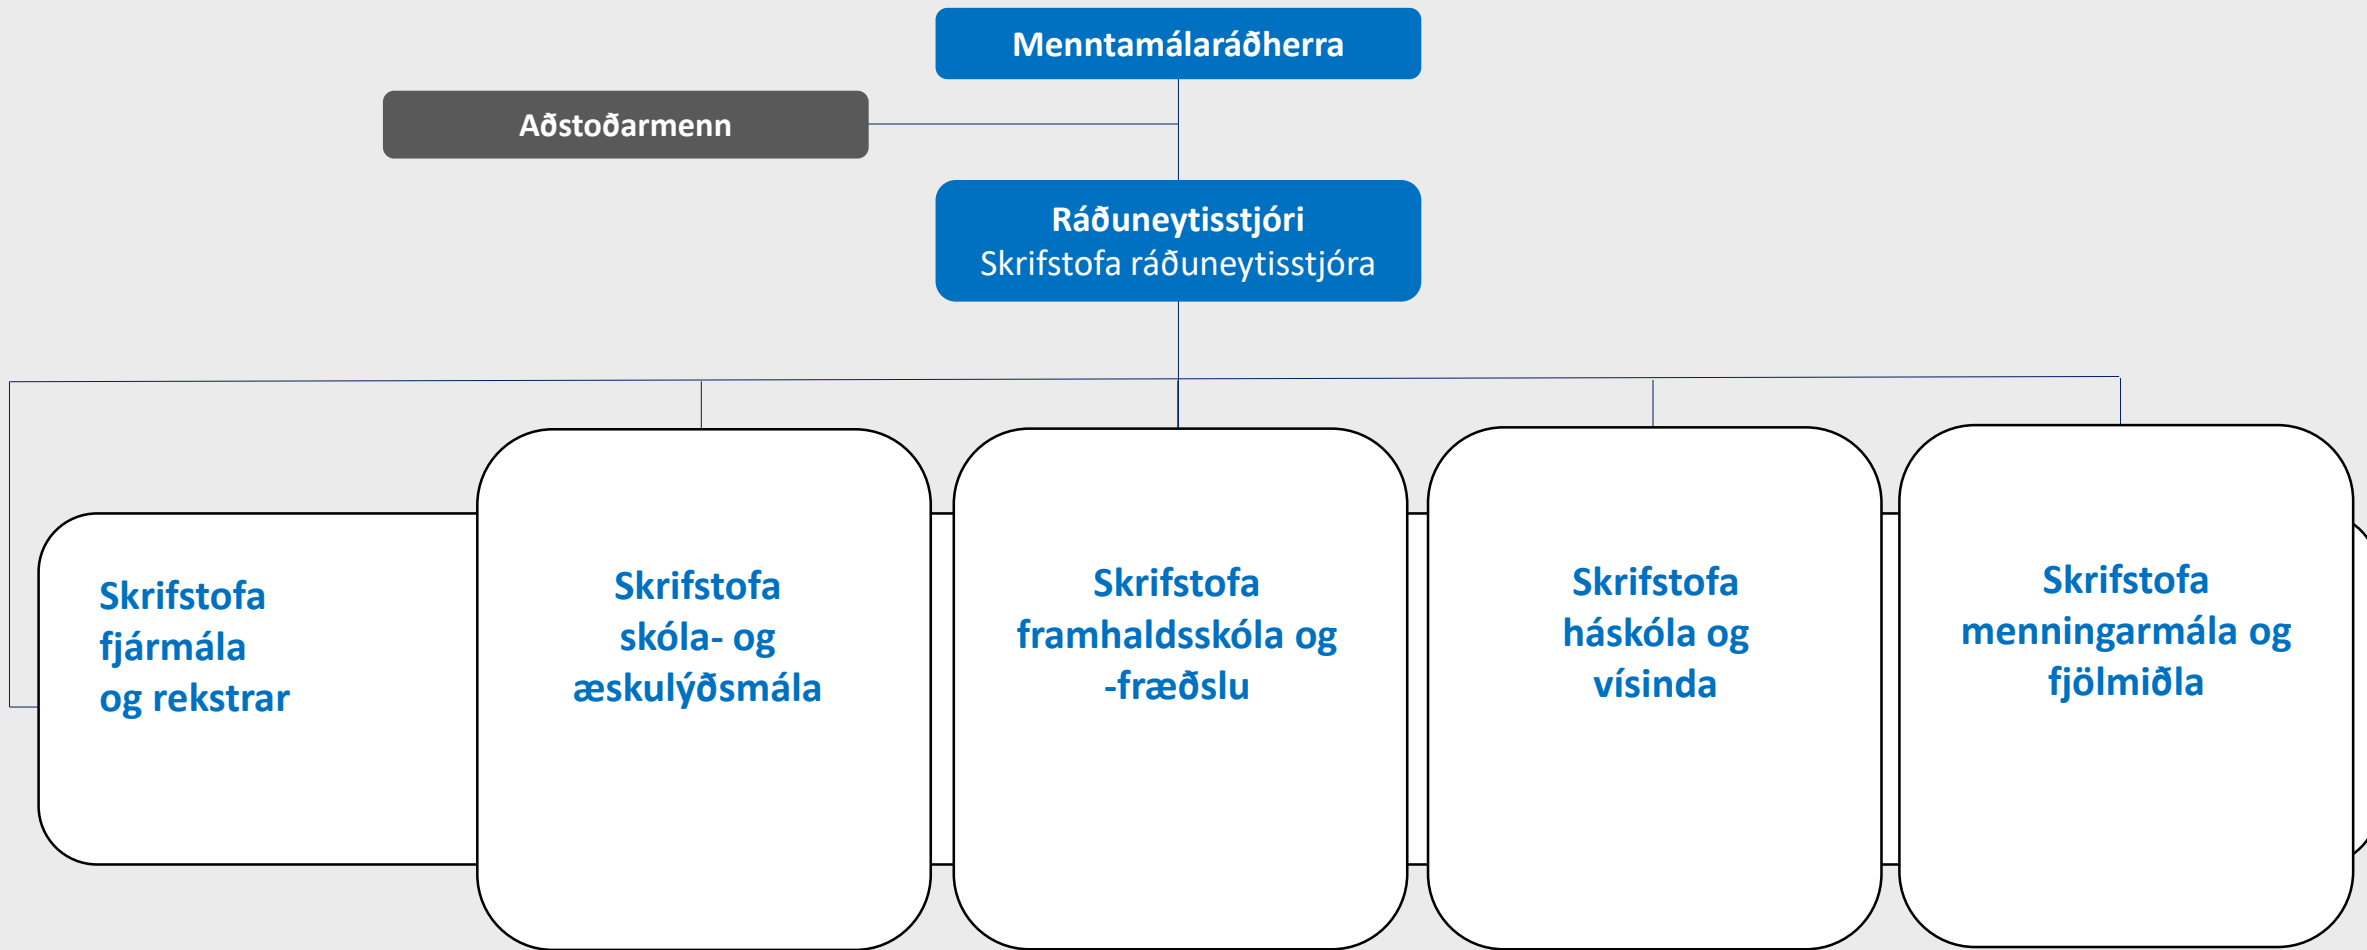 Menntamálaráðherra
Aðstoðarmenn
Ráðuneytisstjóri
Skrifstofa ráðuneytisstjóra
Skrifstofa
fjármála
og rekstrar
Skrifstofa
skóla- og
æskulýðsmála
Skrifstofa
framhaldsskóla og
-fræðslu
Skrifstofa
háskóla og
vísinda
Skrifstofa
menningarmála og
fjölmiðla